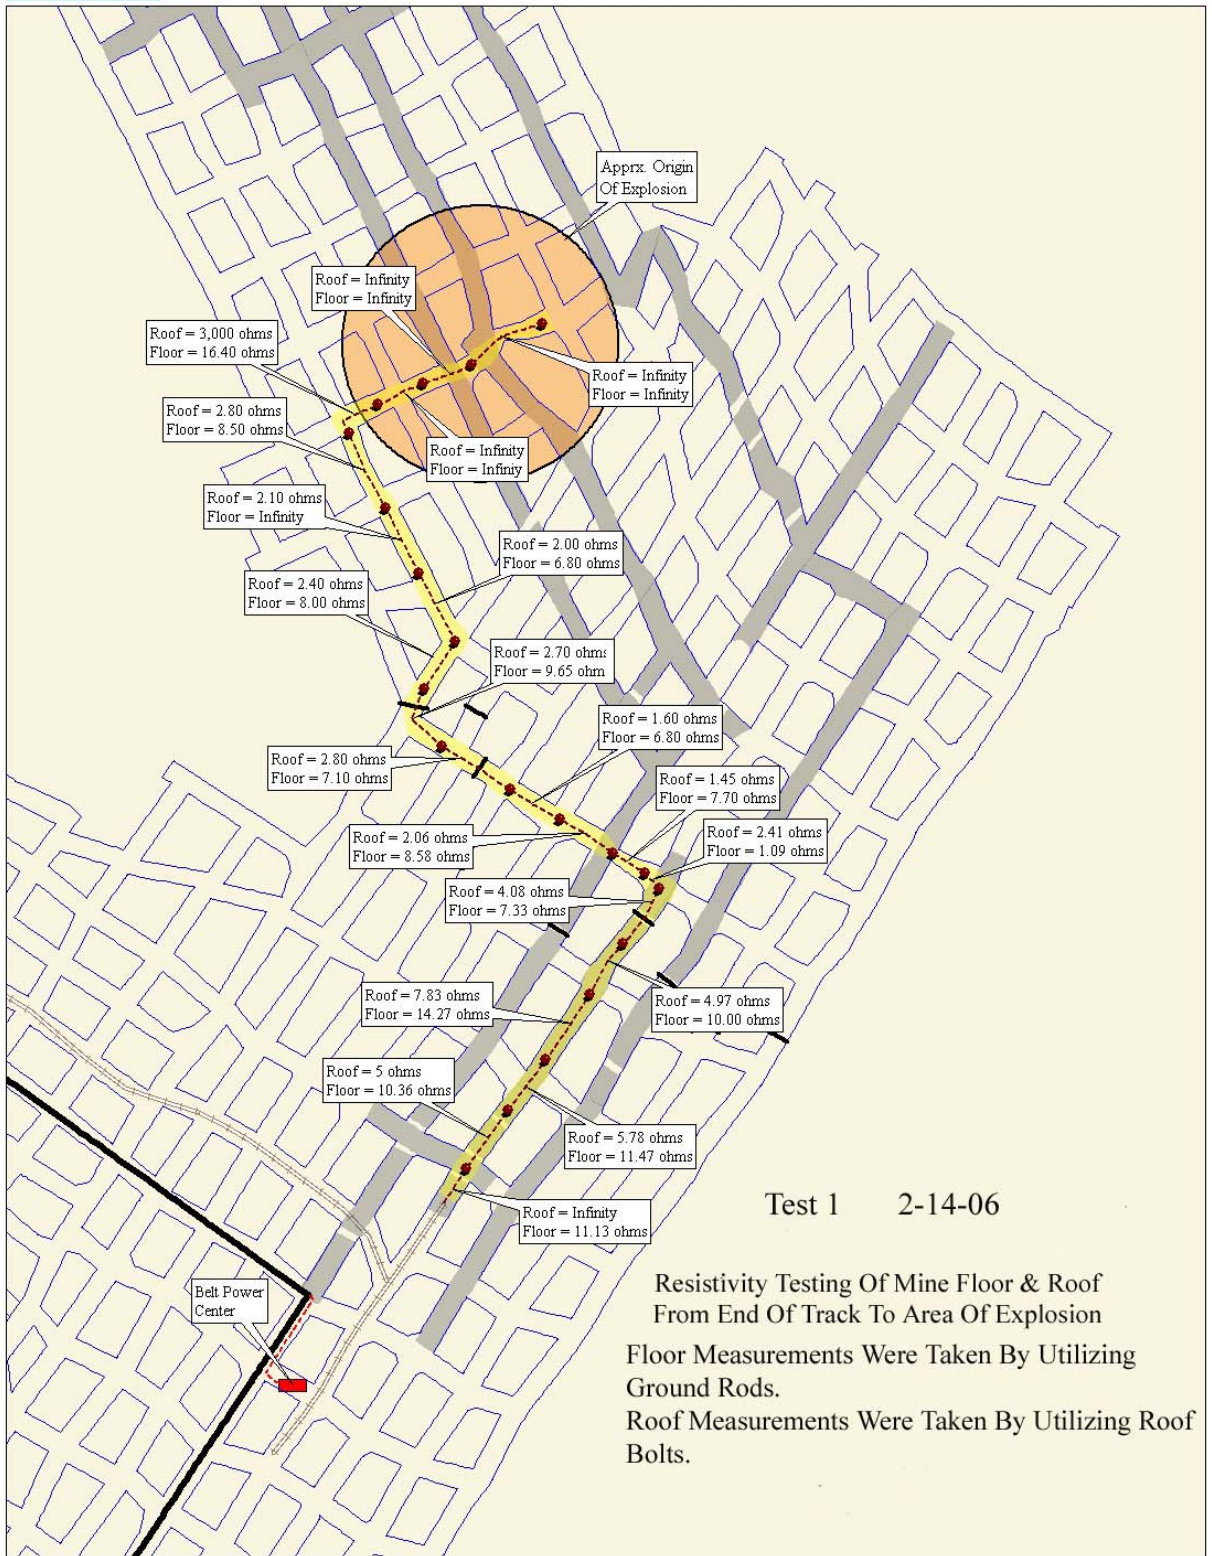 Apprx. Origin
Of Explosion
Roof = Infinity
Floor = Infinity
Roof = 3,000 ohms
Floor = 16.40 ohms
Roof = Infinity
Floor = Infinity
Roof = 2.80 ohms
Floor = 8.50 ohms
Roof = Infinity
Floor = Infiniy
Roof = 2.10 ohms
Floor = Infinity
Roof = 2.00 ohms
Floor = 6.80 ohms
Roof = 2.40 ohms
Floor = 8.00 ohms
Roof = 2.70 ohms
Floor = 9.65 ohm
Roof = 1.60 ohms
Floor = 6.80 ohms
Roof = 2.80 ohms
Floor = 7.10 ohms
Roof = 1.45 ohms
Floor = 7.70 ohms
Roof = 2.06 ohms
Floor = 8.58 ohms
Roof = 2.41 ohms
Floor = 1.09 ohms
Roof = 4.08 ohms
Floor = 7.33 ohms
Roof = 7.83 ohms
Floor = 14.27 ohms
Roof = 4.97 ohms
Floor = 10.00 ohms
Roof = 5 ohms
Floor = 10.36 ohms
Roof = 5.78 ohms
Floor = 11.47 ohms
Roof = Infinity
Floor = 11.13 ohms
Belt Power
Center
Test 1 2-14-06
Resistivity Testing Of Mine Floor & Roof
From End Of Track To Area Of Explosion
Floor Measurements Were Taken By Utilizing
Ground Rods.
Roof Measurements Were Taken By Utilizing Roof
Bolts.